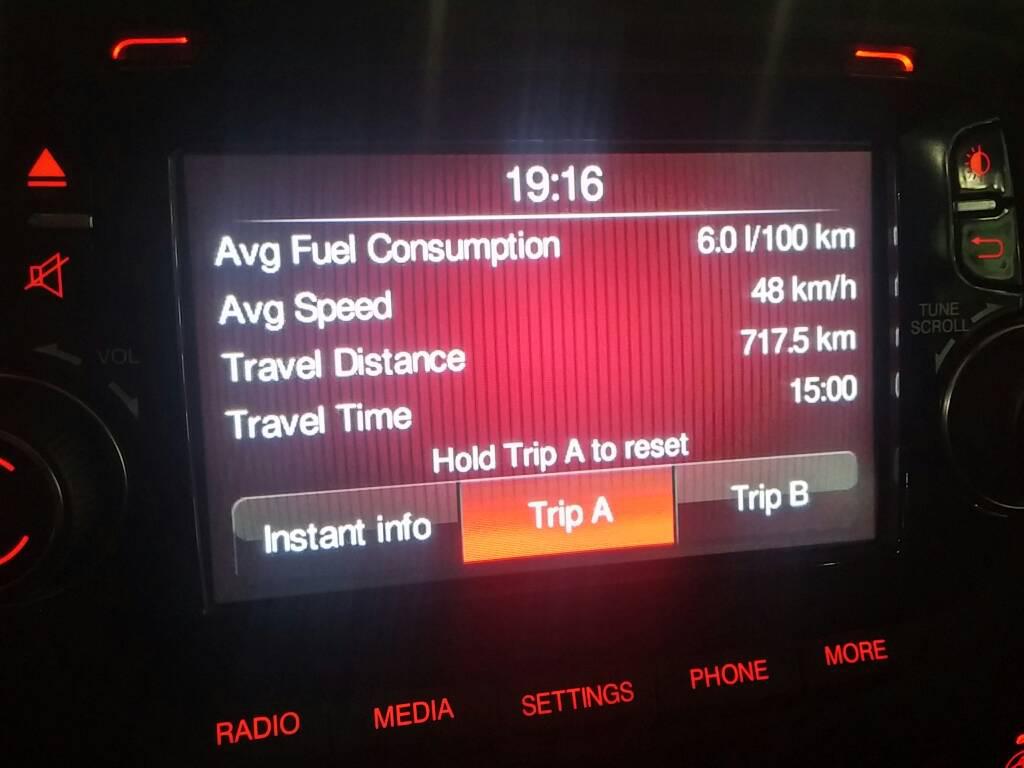 19:16
Avg Fuel Consumption 6.0 l/100 km
Avg Speed 48 km/h
Travel Distance 717.5 km
Travel Time 15:00
Hold Trip A to reset
Instant info Trip A Trip B
VOL
TUNE
SCROLL
RADIO MEDIA SETTINGS PHONE MORE